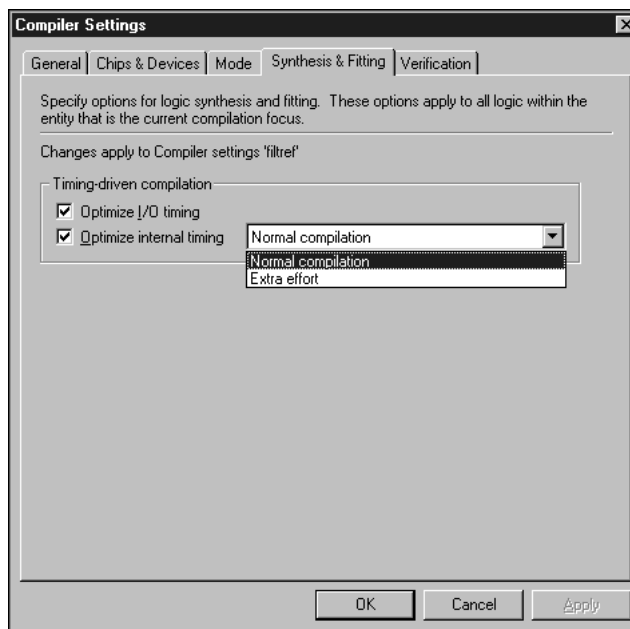 Compiler Settings
General Chips & Devices Mode Synthesis & Fitting Verification
Specify options for logic synthesis and fitting. These options apply to all logic within the
entity that is the current compilation focus.
Changes apply to Compiler settings 'filtref'
Timing-driven compilation
Optimize I/O timing
Optimize internal timing Normal compilation
Normal compilation
Extra effort
OK Cancel Apply